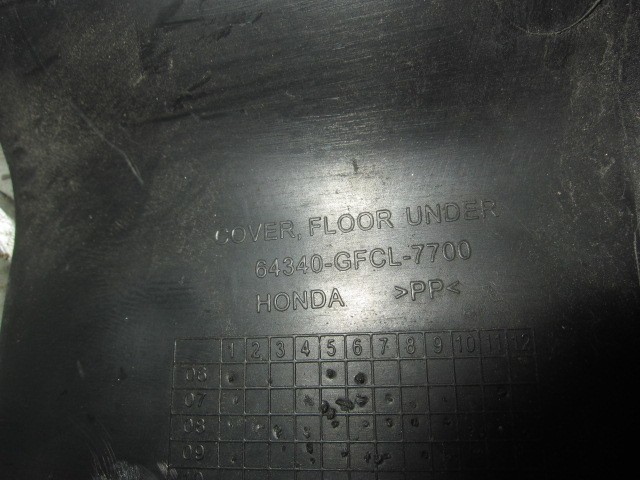 COVER, FLOOR UNDER
64340-GFCL-7700
HONDA >PP<
1 2 3 4 5 6 7 8 9 10 11 12
06
07
08
09